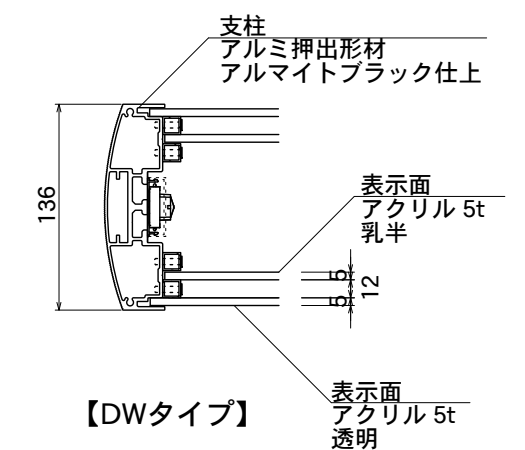 支柱
アルミ押出形材
アルマイトブラック仕上
136
表示面
アクリル 5t
乳半
5
12
5
表示面
アクリル 5t
透明
【DWタイプ】